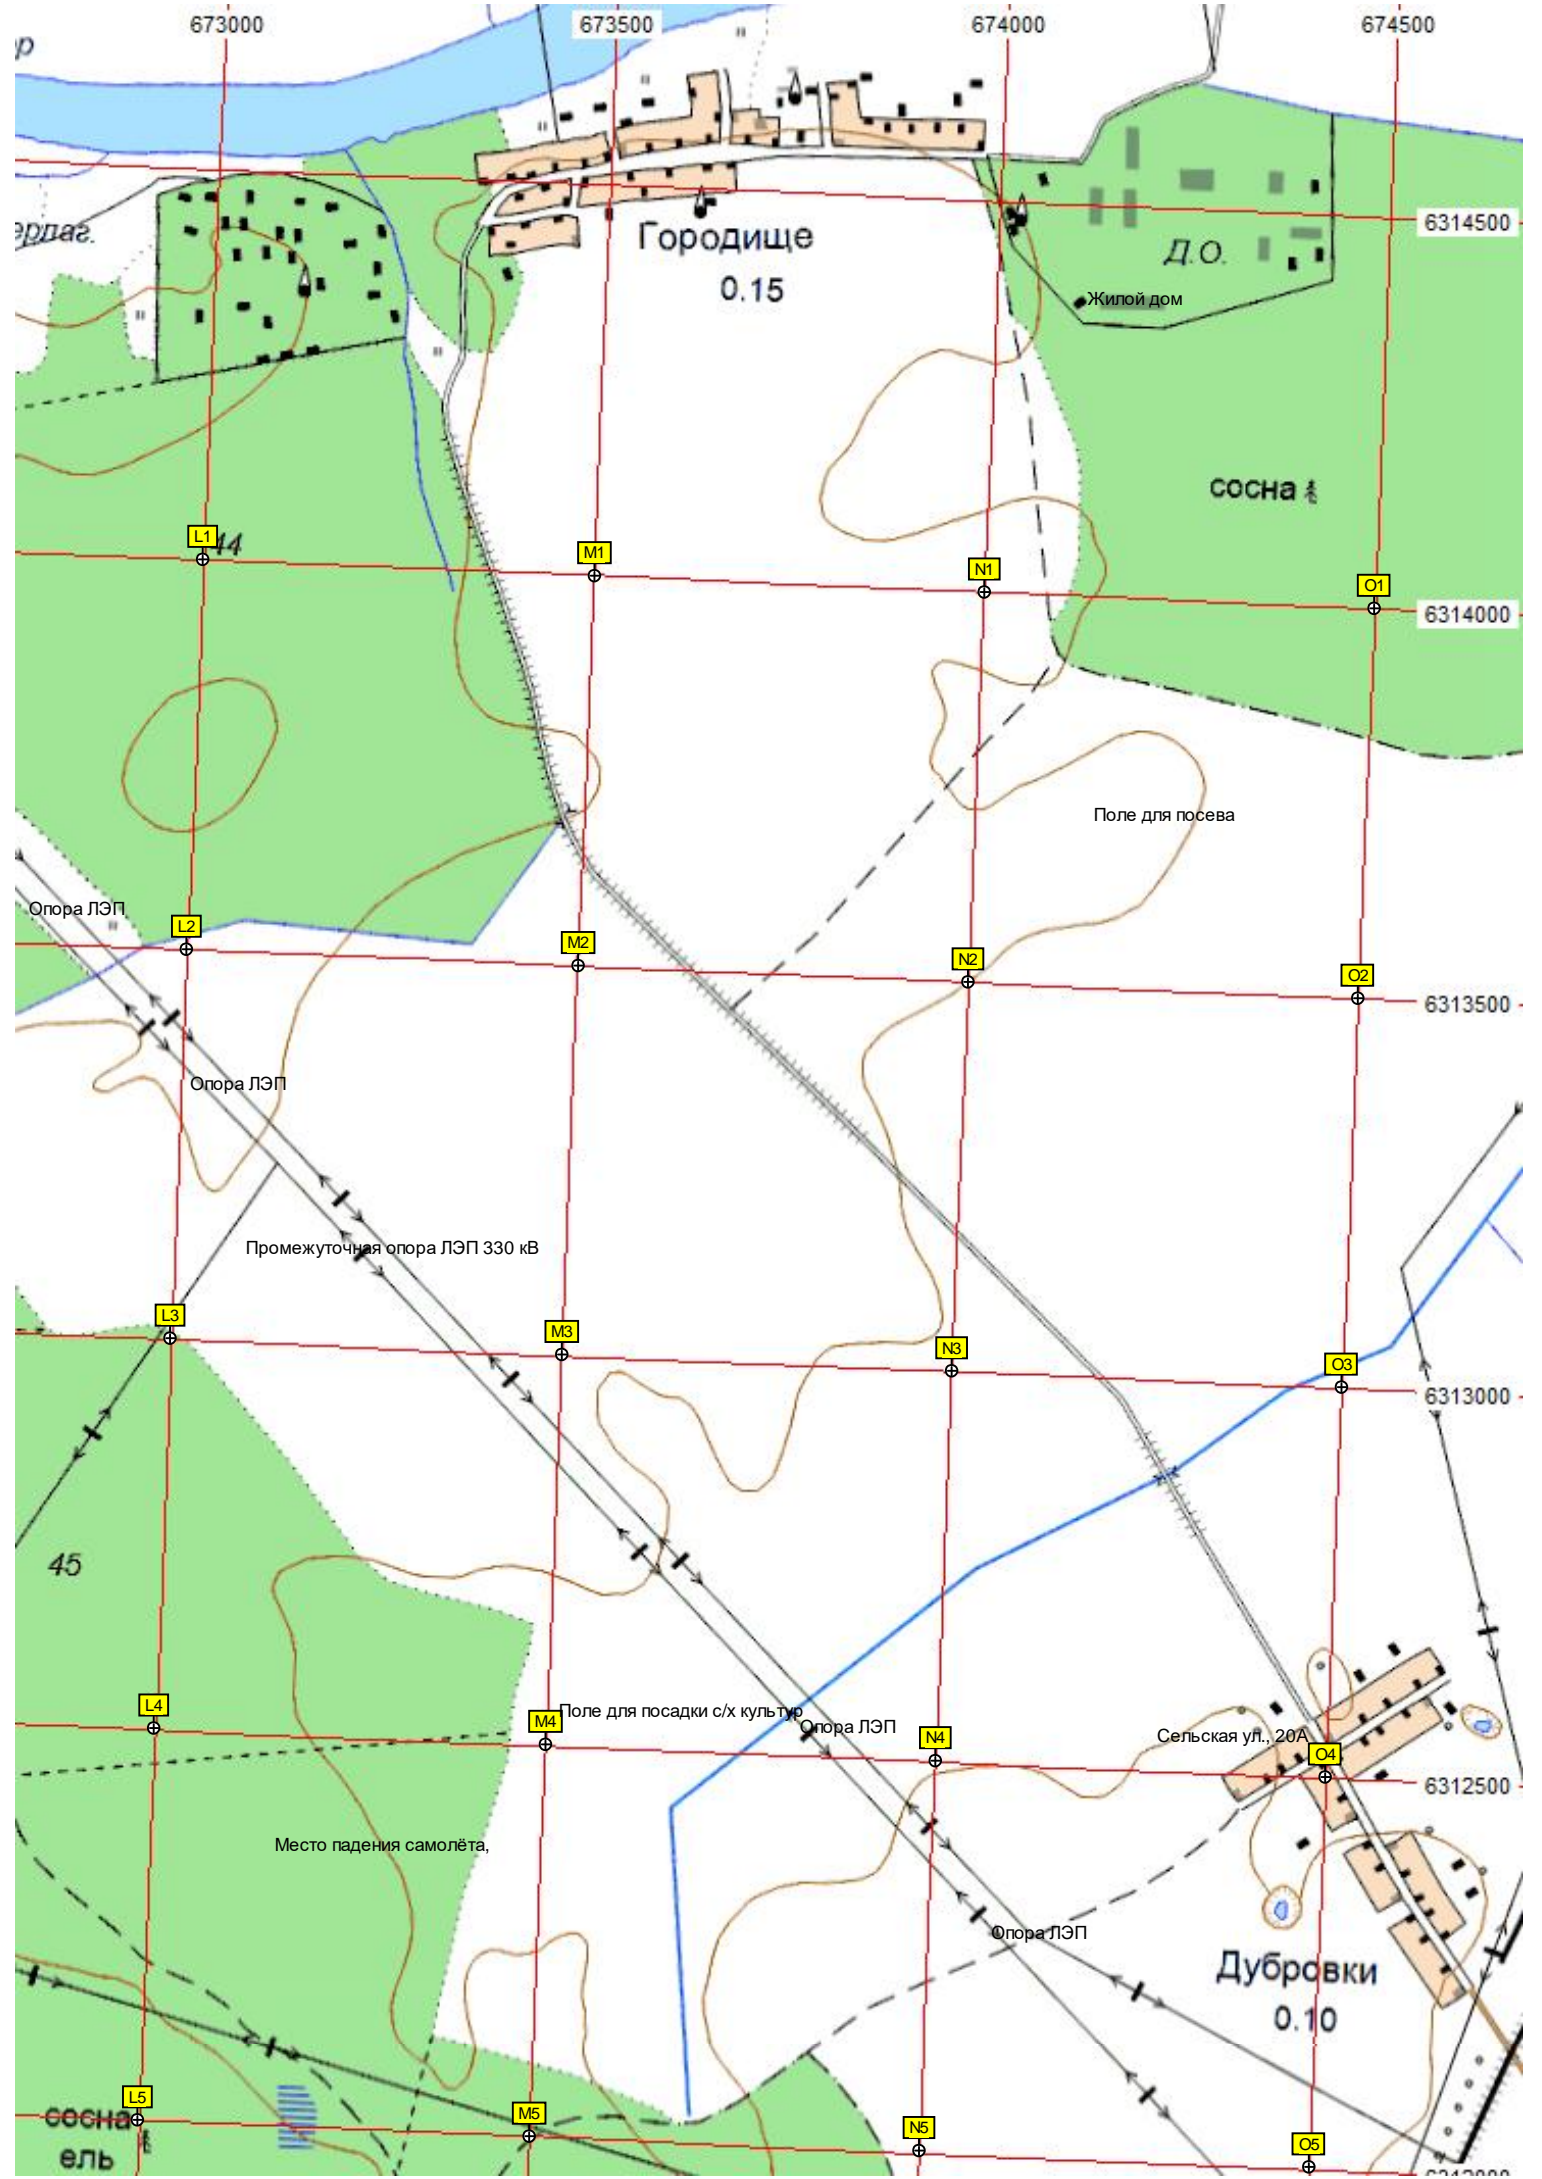 673000
673500
674000
674500
Городище
0.15
6314500
Д.О.
Жилой дом
сосна
L1
44
M1
N1
O1
6314000
Поле для посева
Опора ЛЭП
L2
M2
N2
O2
6313500
Опора ЛЭП
Промежуточная опора ЛЭП 330 кВ
L3
M3
N3
O3
6313000
45
L4
M4
Поле для посадки с/х культур
Опора ЛЭП
N4
Сельская ул., 20А
O4
6312500
Место падения самолёта,
Опора ЛЭП
Дубровки
0.10
L5
M5
N5
O5
сосна
ель